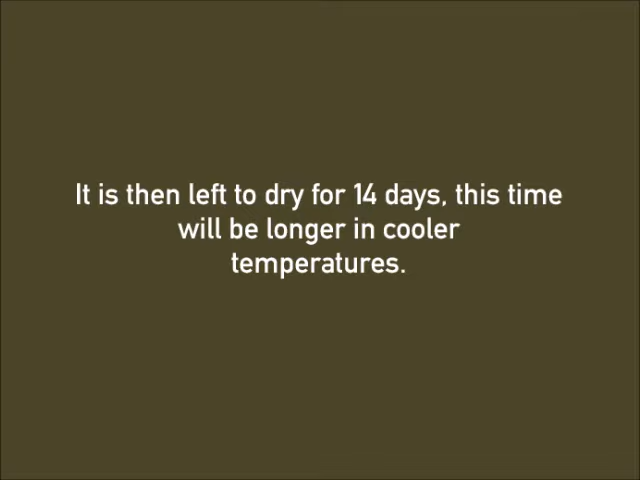 It is then left to dry for 14 days, this time
will be longer in cooler
temperatures.